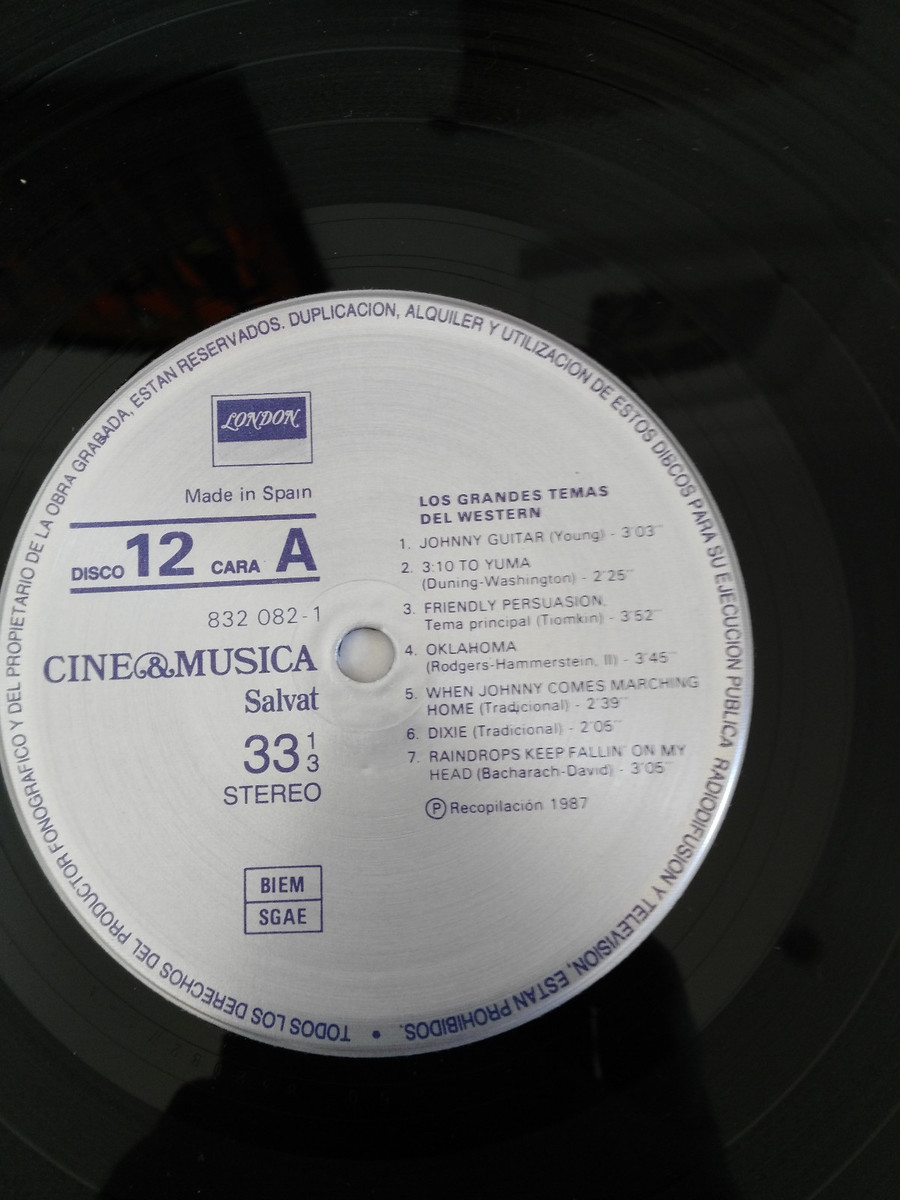 TODOS LOS DERECHOS DEL PRODUCTOR FONOGRAFICO Y DEL PROPIETARIO DE LA OBRA GRABADA, ESTAN RESERVADOS. DUPLICACION, ALQUILER Y UTILIZACION DE ESTOS DISCOS PARA SU EJECUCION PUBLICA RADIODIFUSION Y TELEVISION, ESTAN PROHIBIDOS. •
LONDON
Made in Spain
DISCO 12 CARA A
832 082-1
CINE&MUSICA
Salvat
33 1/3
STEREO
BIEM
SGAE
LOS GRANDES TEMAS
DEL WESTERN
1. JOHNNY GUITAR (Young) - 3'03''
2. 3:10 TO YUMA
(Duning-Washington) - 2'25''
3. FRIENDLY PERSUASION.
Tema principal (Tiomkin) - 3'52''
4. OKLAHOMA
(Rodgers-Hammerstein, II) - 3'45''
5. WHEN JOHNNY COMES MARCHING
HOME (Tradicional) - 2'39''
6. DIXIE (Tradicional) - 2'05''
7. RAINDROPS KEEP FALLIN' ON MY
HEAD (Bacharach-David) - 3'05''
Ⓟ Recopilación 1987